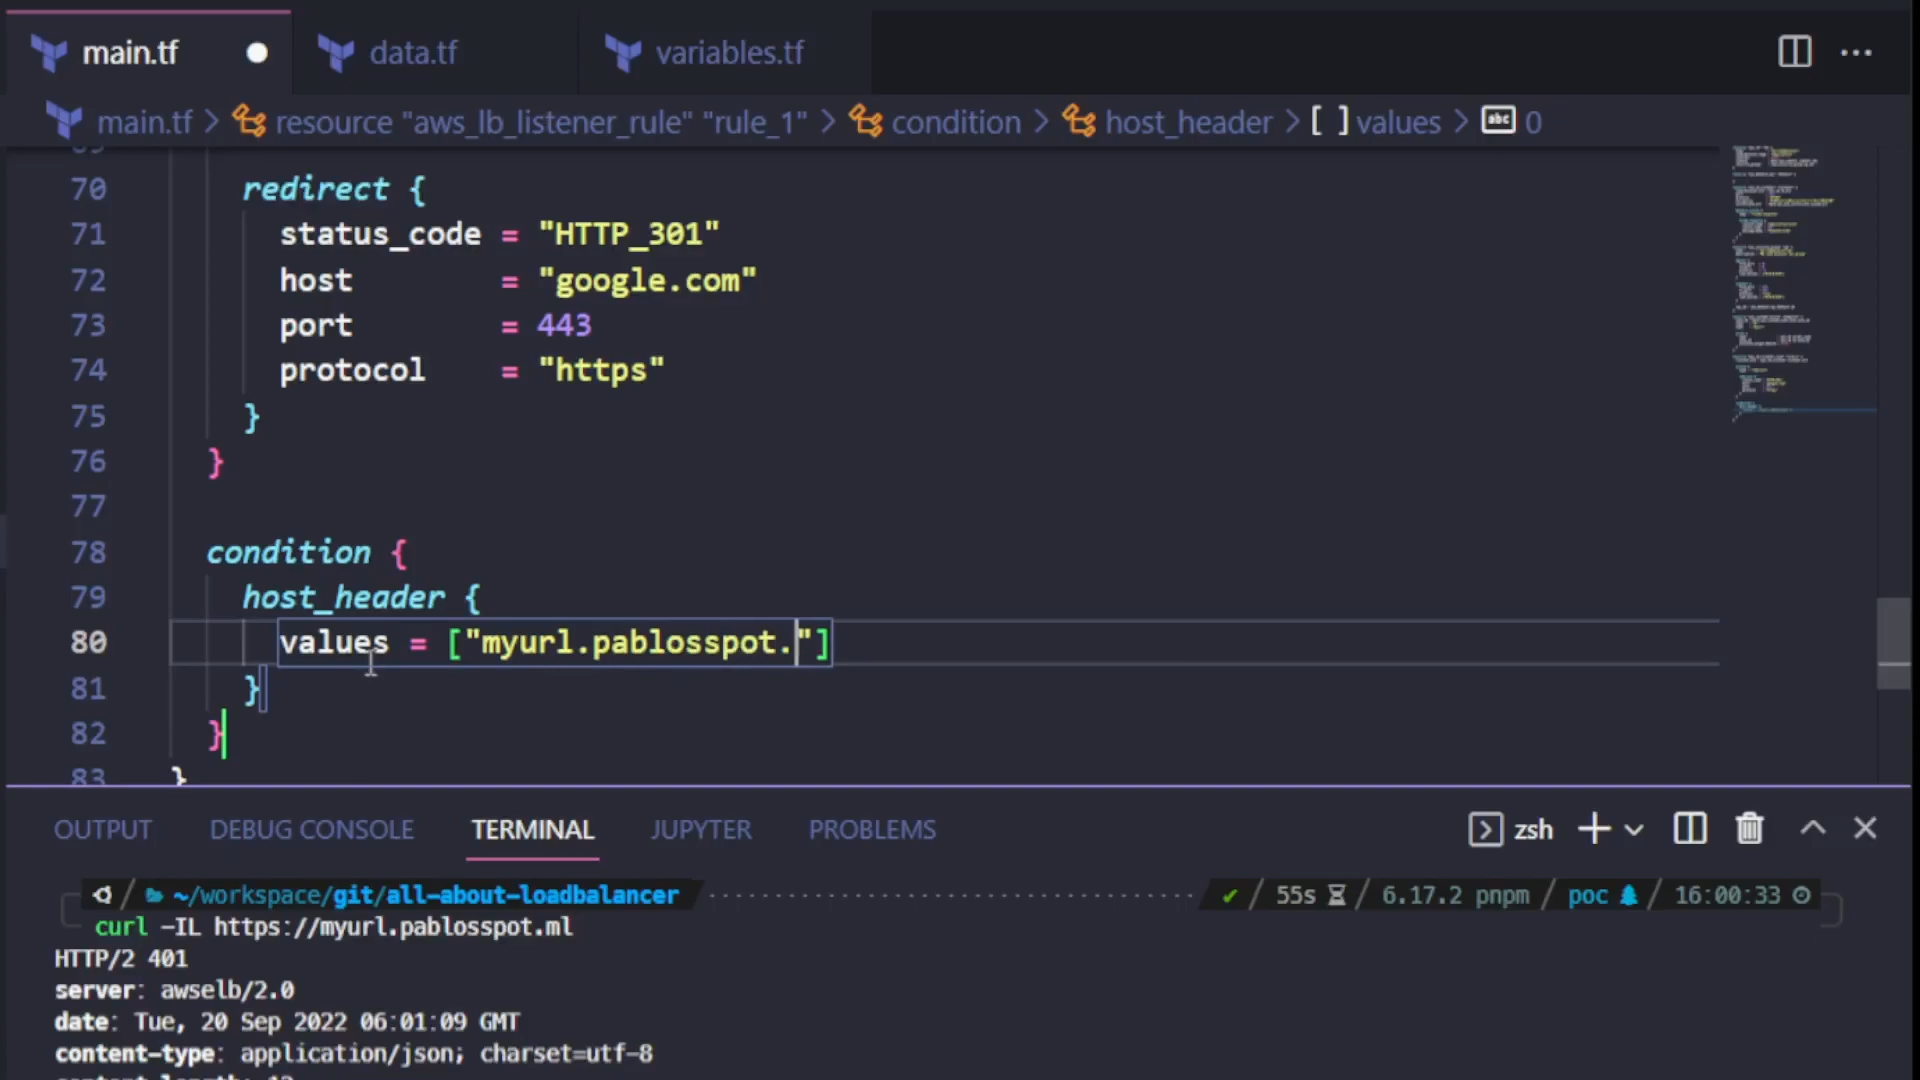 main.tf data.tf variables.tf
main.tf > resource "aws_lb_listener_rule" "rule_1" > condition > host_header > [ ] values > abc 0
70 redirect {
71 status_code = "HTTP_301"
72 host = "google.com"
73 port = 443
74 protocol = "https"
75 }
76 }
77
78 condition {
79 host_header {
80 values = ["myurl.pablosspot."]
81 }
82 }
83 }
OUTPUT DEBUG CONSOLE TERMINAL JUPYTER PROBLEMS zsh
~/workspace/git/all-about-loadbalancer 55s 6.17.2 pnpm poc 16:00:33
curl -IL https://myurl.pablosspot.ml
HTTP/2 401
server: awselb/2.0
date: Tue, 20 Sep 2022 06:01:09 GMT
content-type: application/json; charset=utf-8